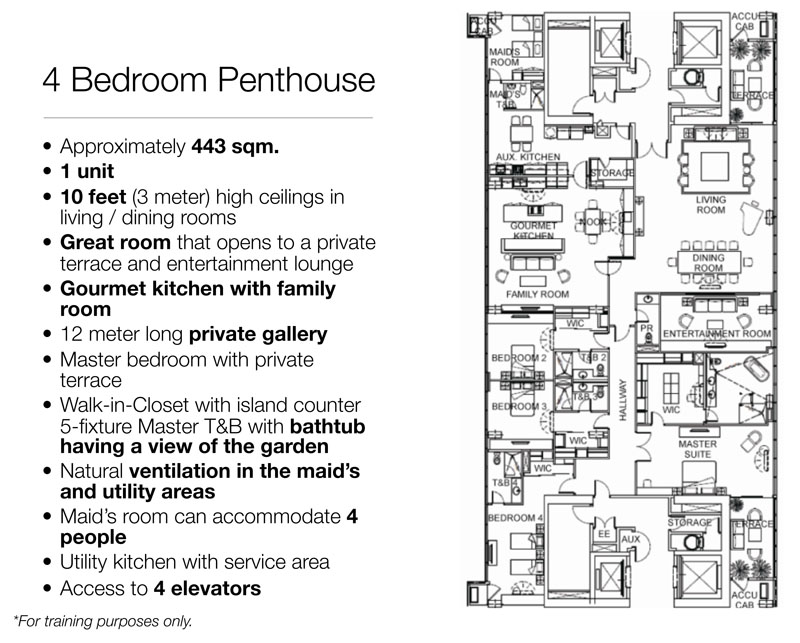 4 Bedroom Penthouse
• Approximately 443 sqm.
• 1 unit
• 10 feet (3 meter) high ceilings in
living / dining rooms
• Great room that opens to a private
terrace and entertainment lounge
• Gourmet kitchen with family
room
• 12 meter long private gallery
• Master bedroom with private
terrace
• Walk-in-Closet with island counter
5-fixture Master T&B with bathtub
having a view of the garden
• Natural ventilation in the maid's
and utility areas
• Maid's room can accommodate 4
people
• Utility kitchen with service area
• Access to 4 elevators
*For training purposes only.
ACCU
CAB
MAID'S
ROOM
MAID'S
T&B
AUX. KITCHEN
STORAGE
GOURMET
KITCHEN
NOOK
FAMILY ROOM
ACCU
CAB
TERRACE
LIVING
ROOM
DINING
ROOM
PR
ENTERTAINMENT ROOM
WIC
BEDROOM 2
T&B 2
BEDROOM 3
T&B 3
WIC
HALLWAY
WIC
MASTER
SUITE
WIC
T&B 4
BEDROOM 4
EE
AUX
STORAGE
TERRACE
ACCU
CAB